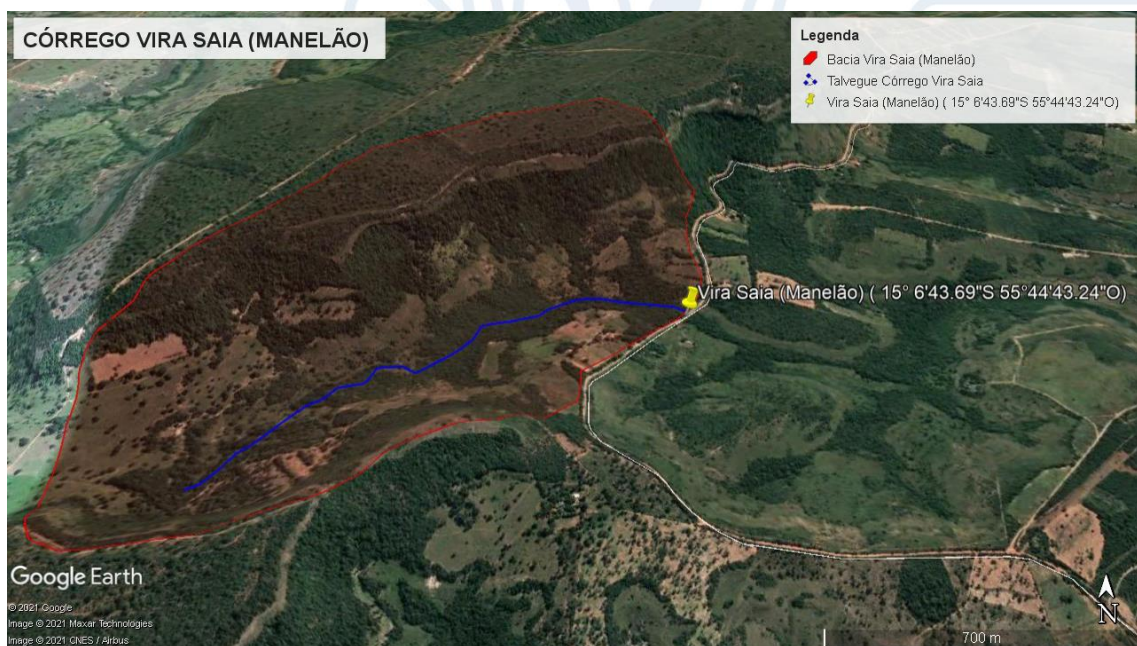 CÓRREGO VIRA SAIA (MANELÃO)
Legenda
Bacia Vira Saia (Manelão)
Talvegue Córrego Vira Saia
Vira Saia (Manelão) ( 15° 6'43.69"S 55°44'43.24"O)
Vira Saia (Manelão) ( 15° 6'43.69"S 55°44'43.24"O)
Google Earth
© 2021 Google
Image © 2021 Maxar Technologies
Image © 2021 CNES / Airbus
N
700 m